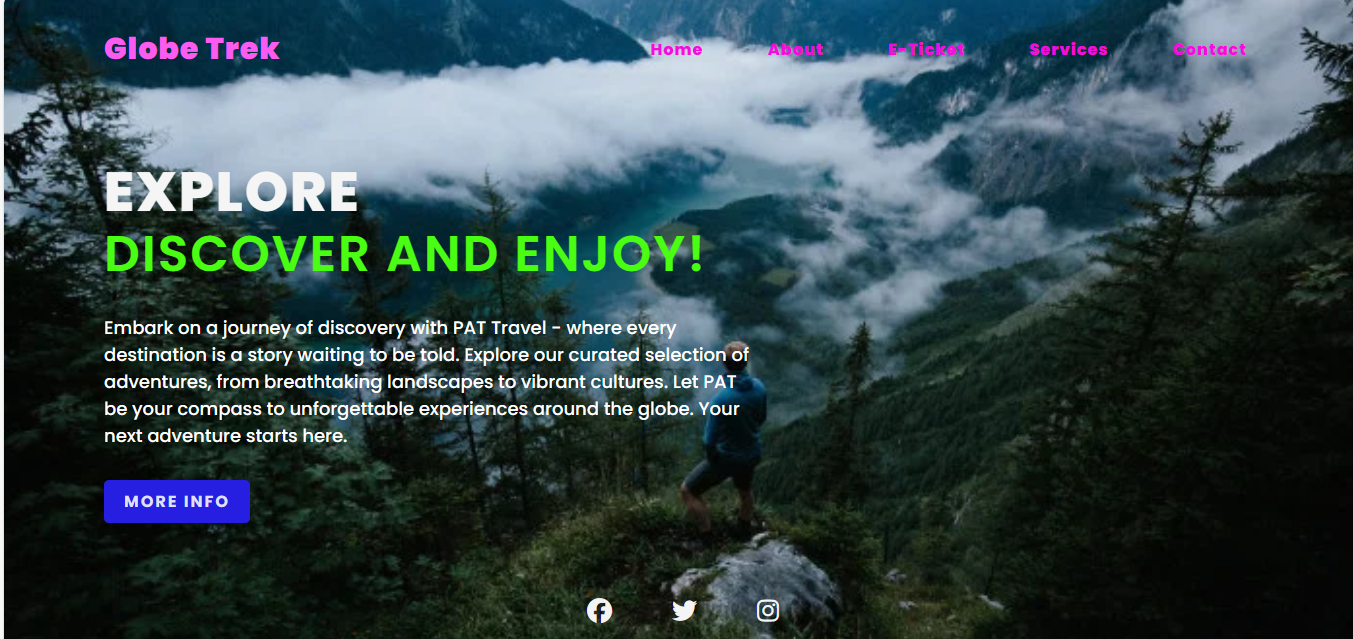 Globe Trek
Home About E-Ticket Services Contact
EXPLORE
DISCOVER AND ENJOY!
Embark on a journey of discovery with PAT Travel - where every
destination is a story waiting to be told. Explore our curated selection of
adventures, from breathtaking landscapes to vibrant cultures. Let PAT
be your compass to unforgettable experiences around the globe. Your
next adventure starts here.
MORE INFO